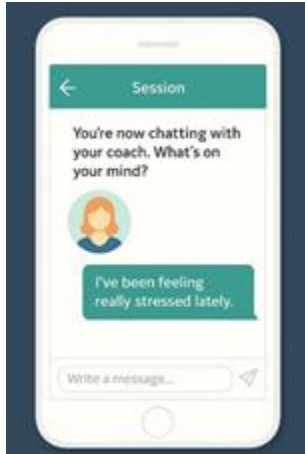 Session
You're now chatting with
your coach. What's on
your mind?
I've been feeling
really stressed lately.
Write a message...